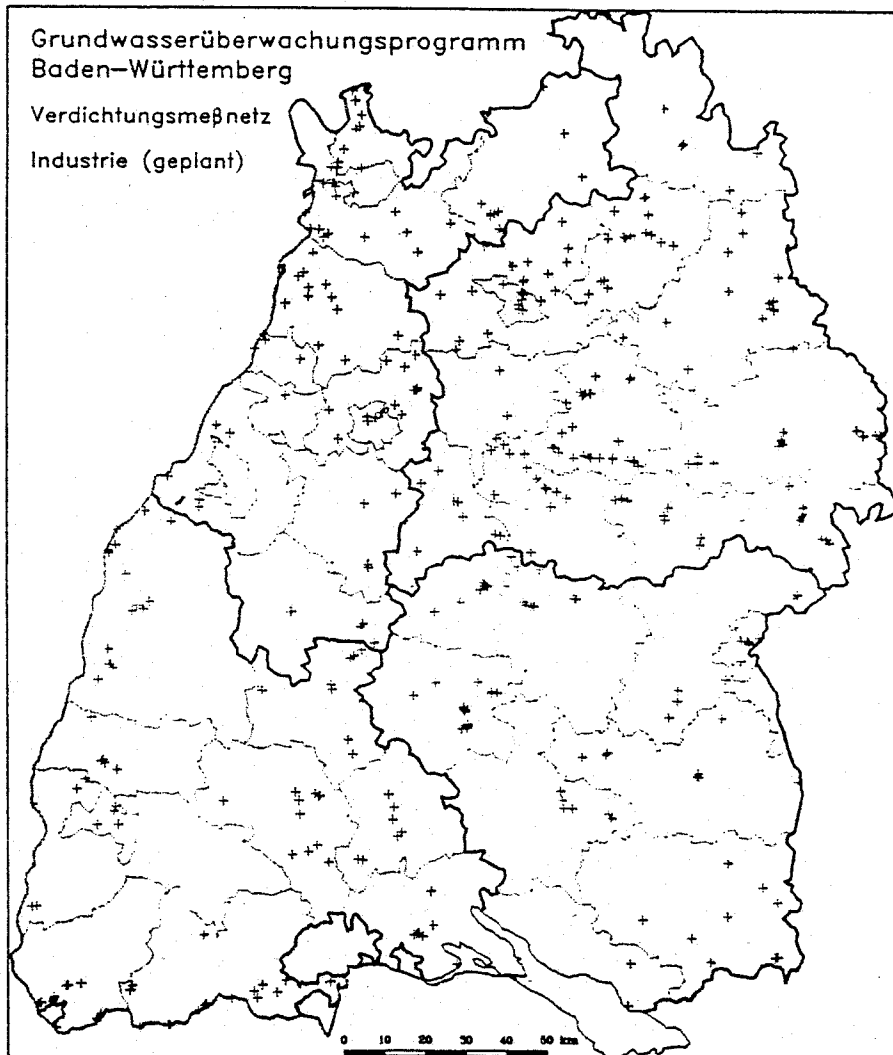 Grundwasserüberwachungsprogramm
Baden-Württemberg
Verdichtungsmeßnetz
Industrie (geplant)
0 10 20 30 40 50 km